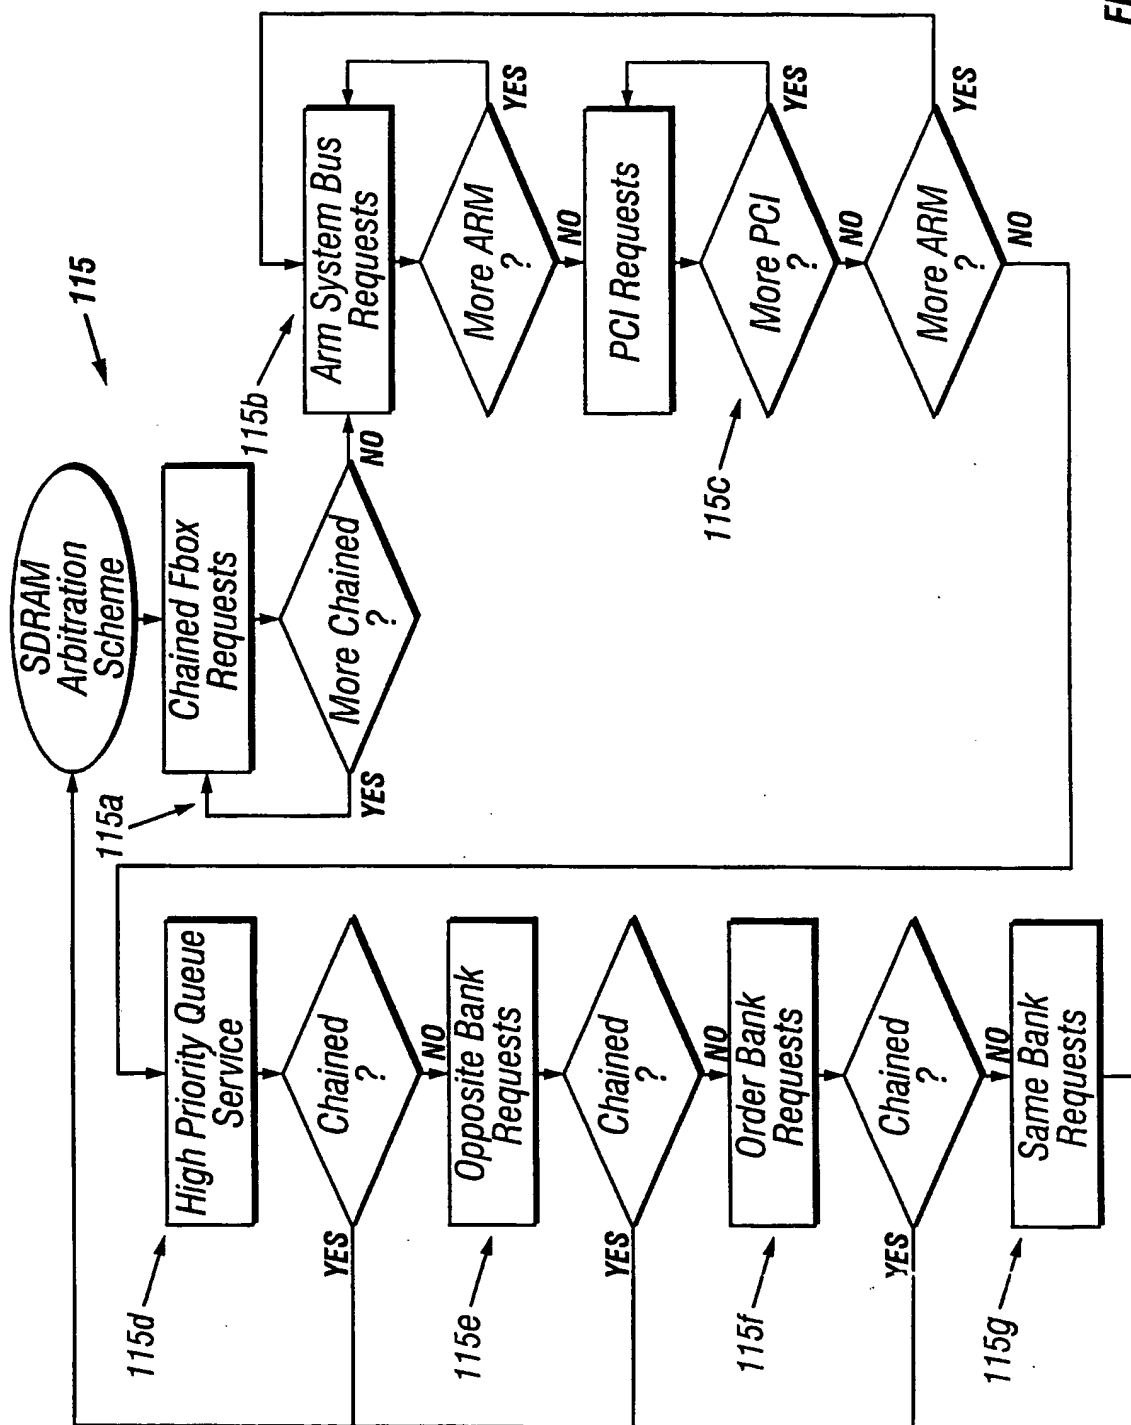 115
SDRAM
Arbitration
Scheme
115a
Chained Fbox
Requests
More Chained
?
YES
NO
115b
Arm System Bus
Requests
More ARM
?
YES
NO
PCI Requests
115c
More PCI
?
YES
NO
More ARM
?
YES
NO
115d
High Priority Queue
Service
Chained
?
YES
NO
115e
Opposite Bank
Requests
Chained
?
YES
NO
115f
Order Bank
Requests
Chained
?
YES
NO
115g
Same Bank
Requests